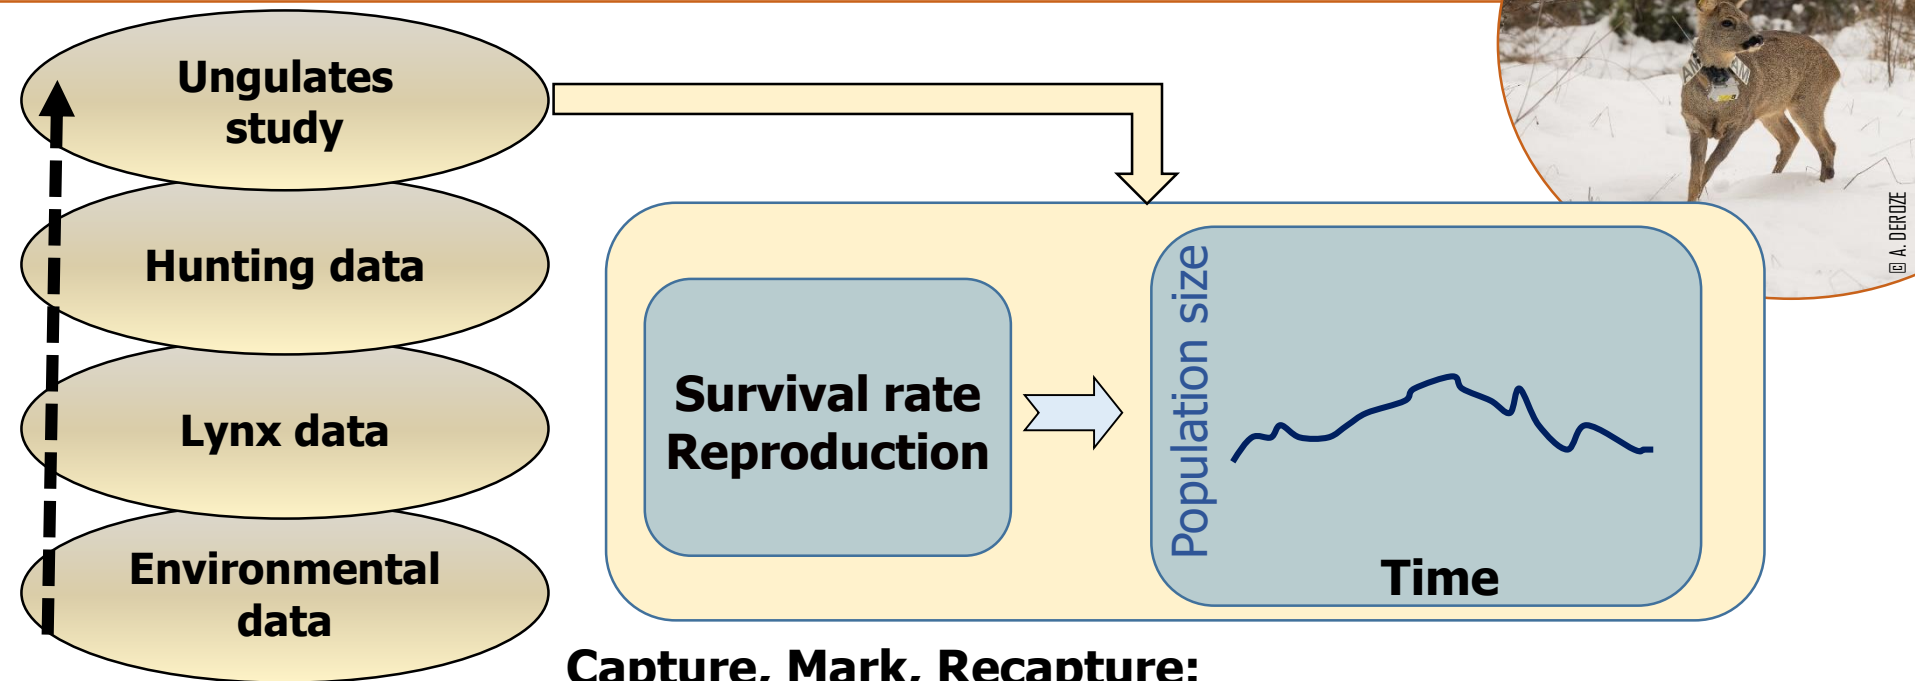 Ungulates
study
Hunting data
Lynx data
Environmental
data
Survival rate
Reproduction
Population size
Time
© A. DEROZE
Capture, Mark, Recapture: